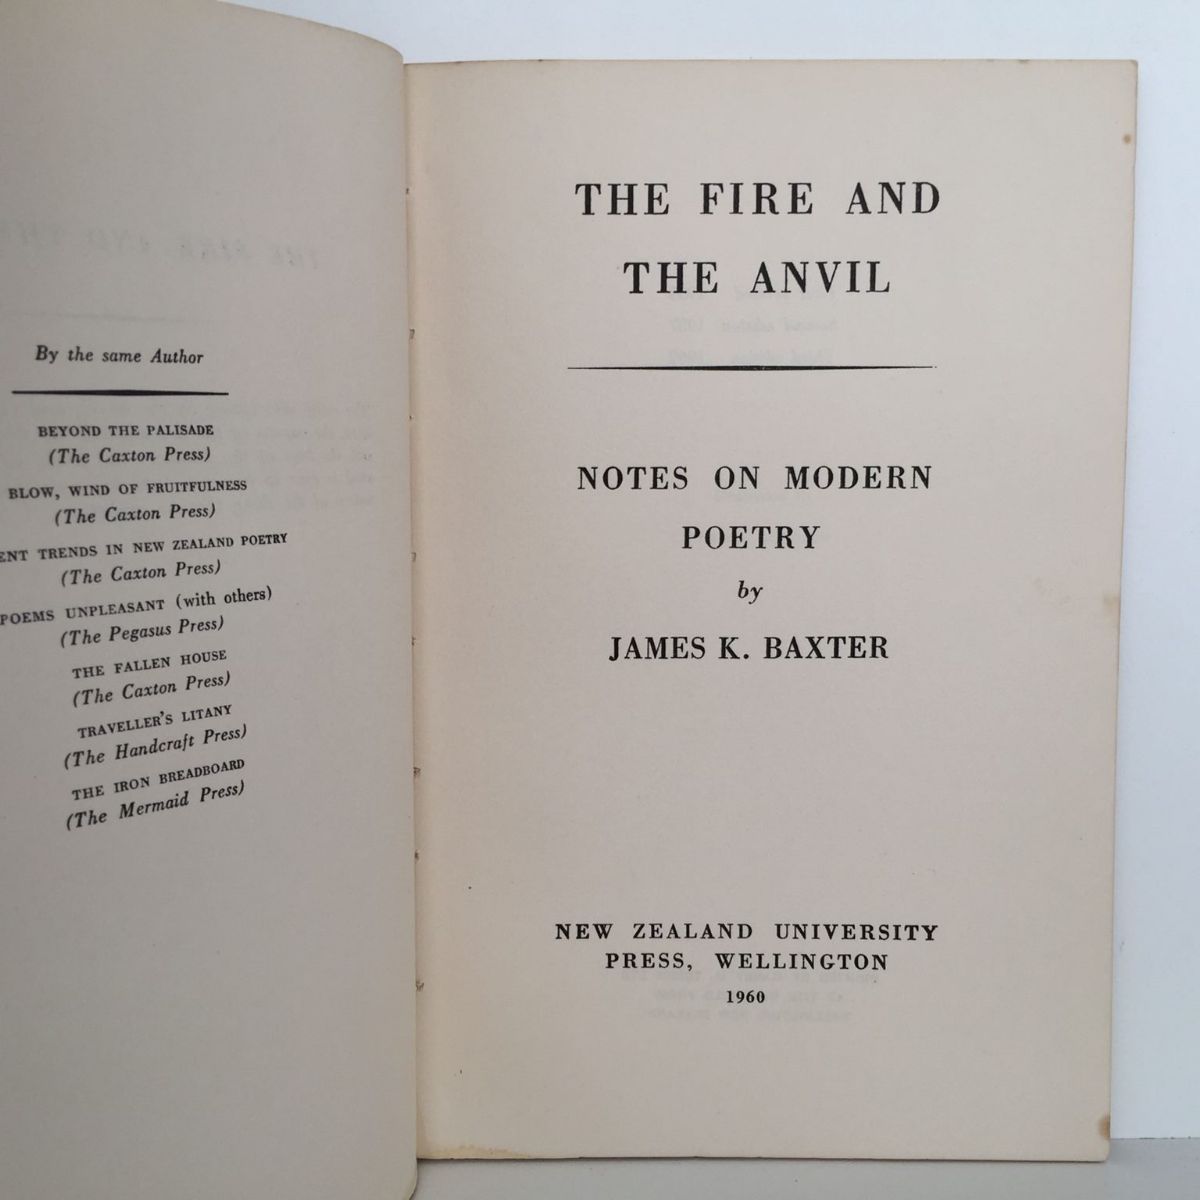 By the same Author
BEYOND THE PALISADE
(The Caxton Press)
BLOW, WIND OF FRUITFULNESS
(The Caxton Press)
TRENDS IN NEW ZEALAND POETRY
(The Caxton Press)
POEMS UNPLEASANT (with others)
(The Pegasus Press)
THE FALLEN HOUSE
(The Caxton Press)
TRAVELLER'S LITANY
(The Handcraft Press)
THE IRON BREADBOARD
(The Mermaid Press)
THE FIRE AND
THE ANVIL
NOTES ON MODERN
POETRY
by
JAMES K. BAXTER
NEW ZEALAND UNIVERSITY
PRESS, WELLINGTON
1960